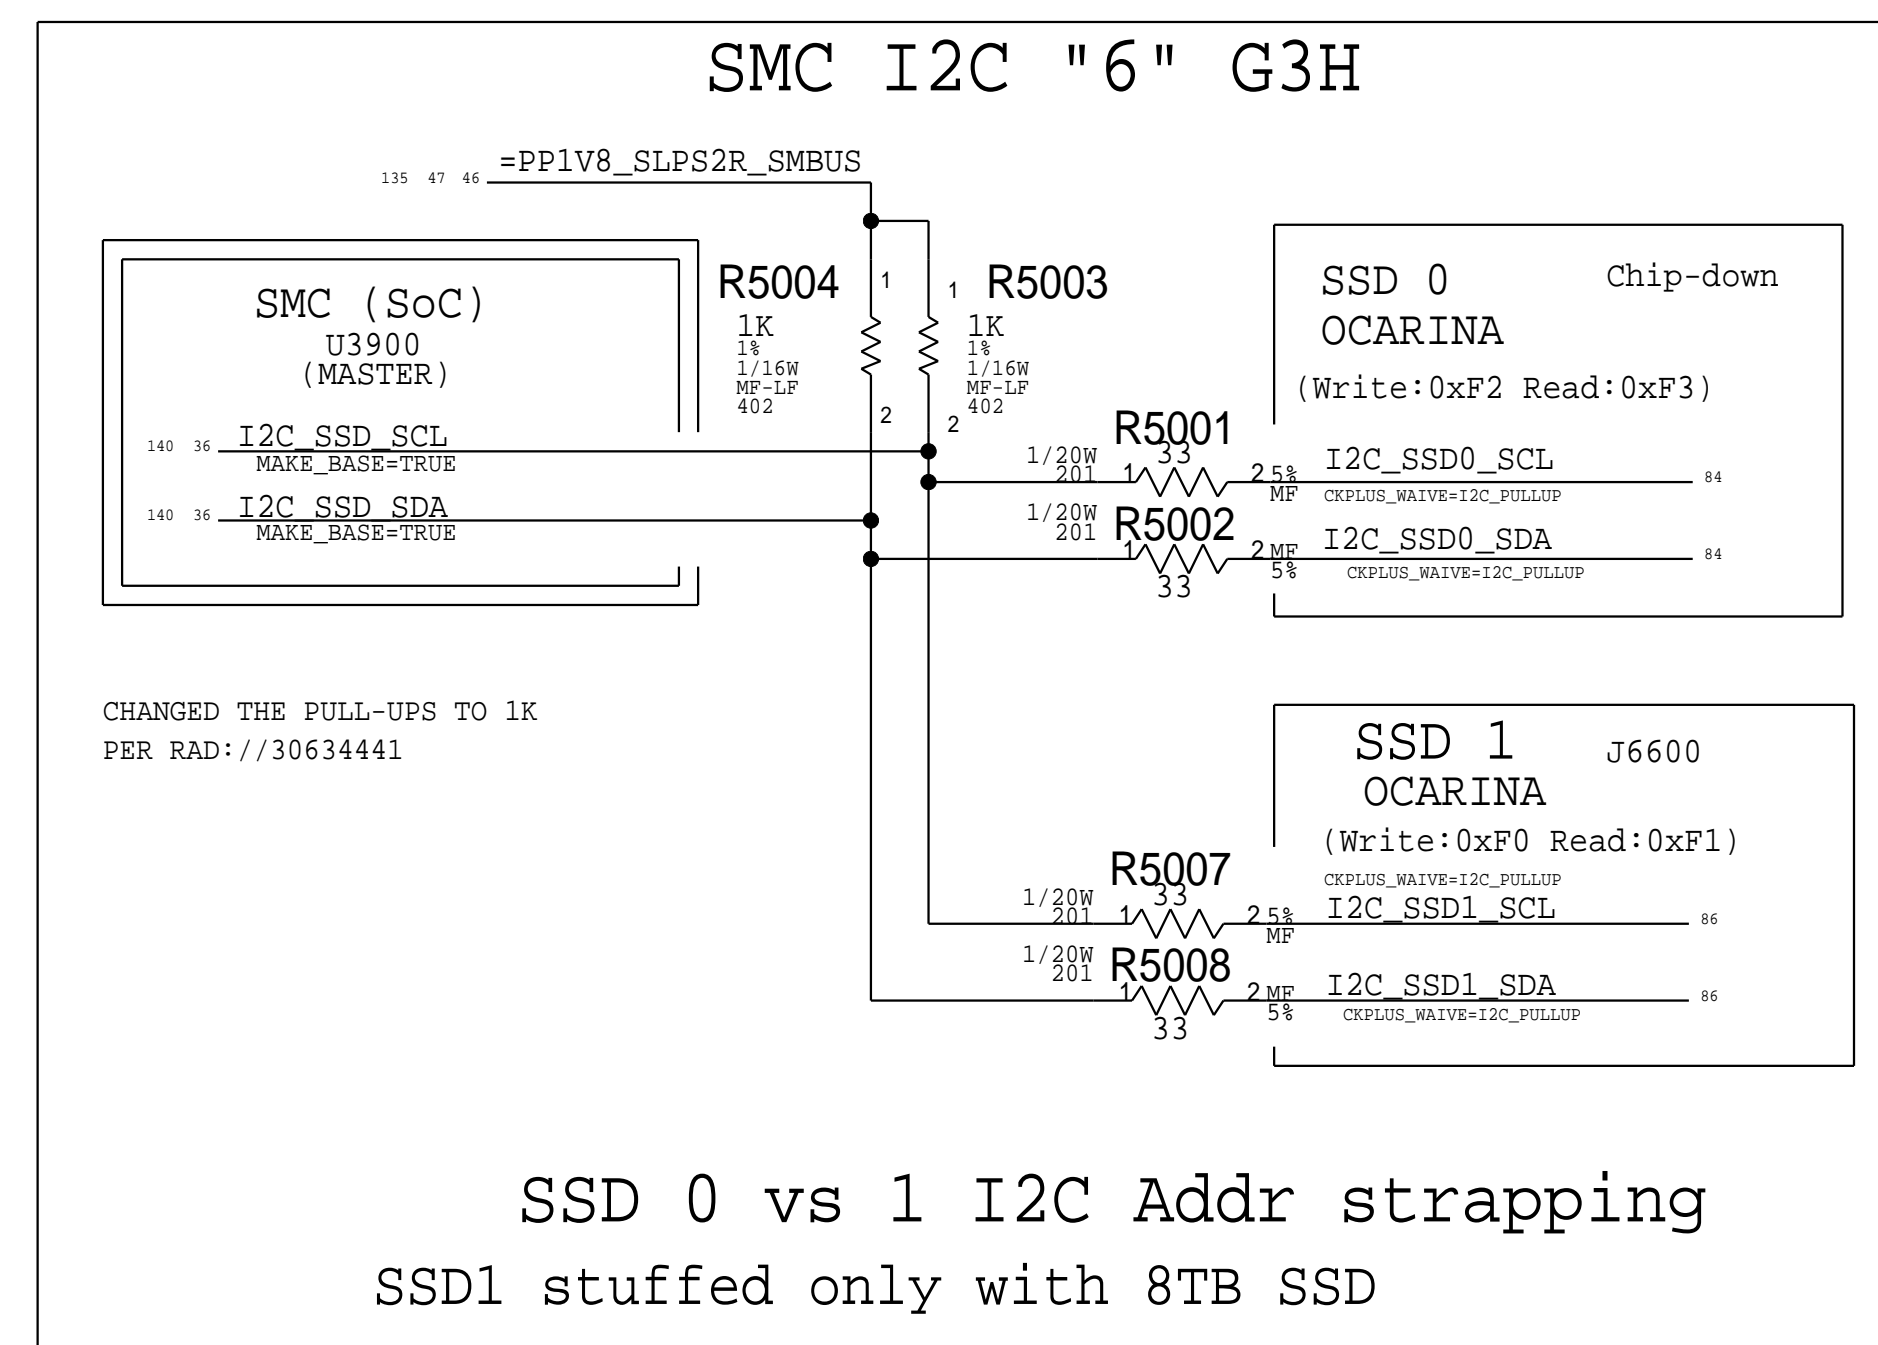 SMC I2C "6" G3H
=PP1V8_SLPS2R_SMBUS
135 47 46
SMC (SoC)
U3900
(MASTER)
140 36 I2C_SSD_SCL
MAKE_BASE=TRUE
140 36 I2C_SSD_SDA
MAKE_BASE=TRUE
R5004
1
1K
1%
1/16W
MF-LF
402
2
1
R5003
1K
1%
1/16W
MF-LF
402
2
SSD 0 Chip-down
OCARINA
(Write:0xF2 Read:0xF3)
R5001
33
1/20W
201
1
2
5%
MF
I2C_SSD0_SCL
84
CKPLUS_WAIVE=I2C_PULLUP
1/20W
201
R5002
1
2
MF
5%
33
I2C_SSD0_SDA
84
CKPLUS_WAIVE=I2C_PULLUP
CHANGED THE PULL-UPS TO 1K
PER RAD://30634441
SSD 1 J6600
OCARINA
(Write:0xF0 Read:0xF1)
CKPLUS_WAIVE=I2C_PULLUP
R5007
33
1/20W
201
1
2
5%
MF
I2C_SSD1_SCL
86
1/20W
201
R5008
1
2
MF
5%
33
I2C_SSD1_SDA
86
CKPLUS_WAIVE=I2C_PULLUP
SSD 0 vs 1 I2C Addr strapping
SSD1 stuffed only with 8TB SSD